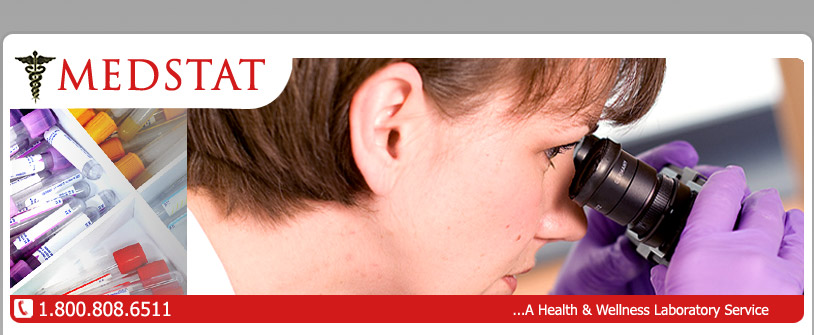 MEDSTAT
1.800.808.6511
...A Health & Wellness Laboratory Service